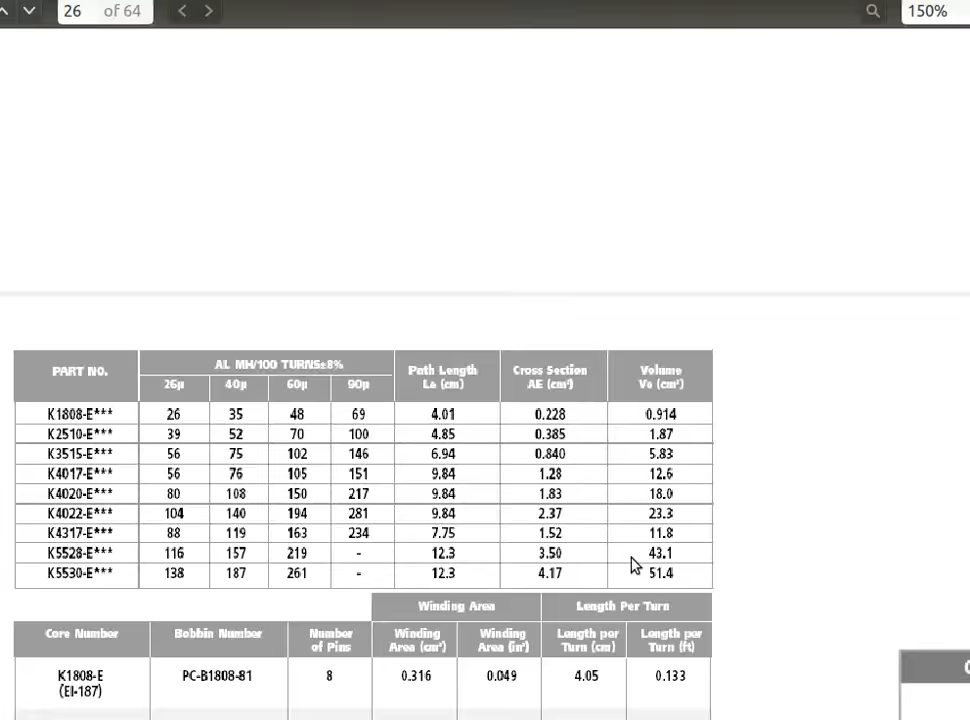 26 of 64 150%
PART NO. AL MH/100 TURNS±8% Path Length Cross Section Volume
26µ 40µ 60µ 90µ Le (cm) AE (cm²) Ve (cm³)
K1808-E*** 26 35 48 69 4.01 0.228 0.914
K2510-E*** 39 52 70 100 4.85 0.385 1.87
K3515-E*** 56 75 102 146 6.94 0.840 5.83
K4017-E*** 56 76 105 151 9.84 1.28 12.6
K4020-E*** 80 108 150 217 9.84 1.83 18.0
K4022-E*** 104 140 194 281 9.84 2.37 23.3
K4317-E*** 88 119 163 234 7.75 1.52 11.8
K5528-E*** 116 157 219 - 12.3 3.50 43.1
K5530-E*** 138 187 261 - 12.3 4.17 51.4
Winding Area Length Per Turn
Core Number Bobbin Number Number Winding Winding Length per Length per
of Pins Area (cm²) Area (in²) Turn (cm) Turn (ft)
K1808-E PC-B1808-81 8 0.316 0.049 4.05 0.133
(EI-187)